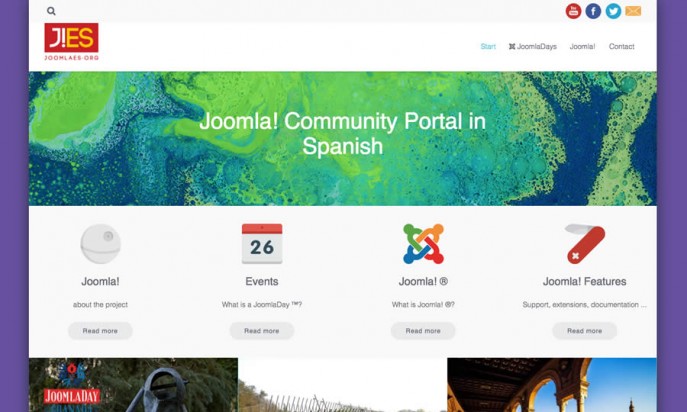 You
Tube
J!ES
JOOMLAES.ORG
Start JoomlaDays Joomla! Contact
Joomla! Community Portal in
Spanish
26
Joomla! Events Joomla! ® Joomla! Features
about the project What is a JoomlaDay ™? What is Joomla! ®? Support, extensions, documentation ...
Read more Read more Read more Read more
JOOMLADAY